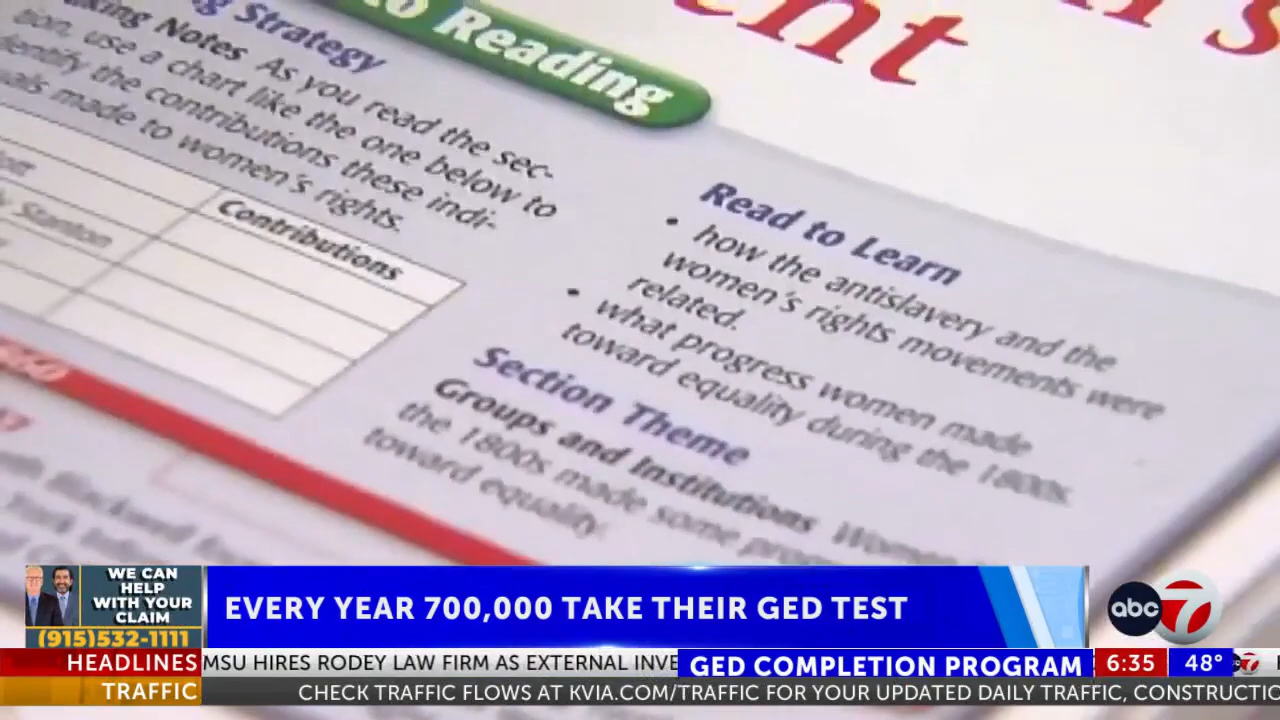 king Notes As you read the sec-
tion, use a chart like the one below to
identify the contributions these indi-
made to women's rights.
Strategy
to Reading
Contributions
Stanton
Read to Learn
• how the antislavery and the
women's rights movements were
related.
• what progress women made
toward equality during the 1800s.
Section Theme
Groups and Institutions Women
the 1800s made some
toward equality.
WE CAN
HELP
WITH YOUR
CLAIM
(915)532-1111
EVERY YEAR 700,000 TAKE THEIR GED TEST
abc 7
HEADLINES MSU HIRES RODEY LAW FIRM AS EXTERNAL INVE
GED COMPLETION PROGRAM 6:35 48°
TRAFFIC CHECK TRAFFIC FLOWS AT KVIA.COM/TRAFFIC FOR YOUR UPDATED DAILY TRAFFIC, CONSTRUCTIO